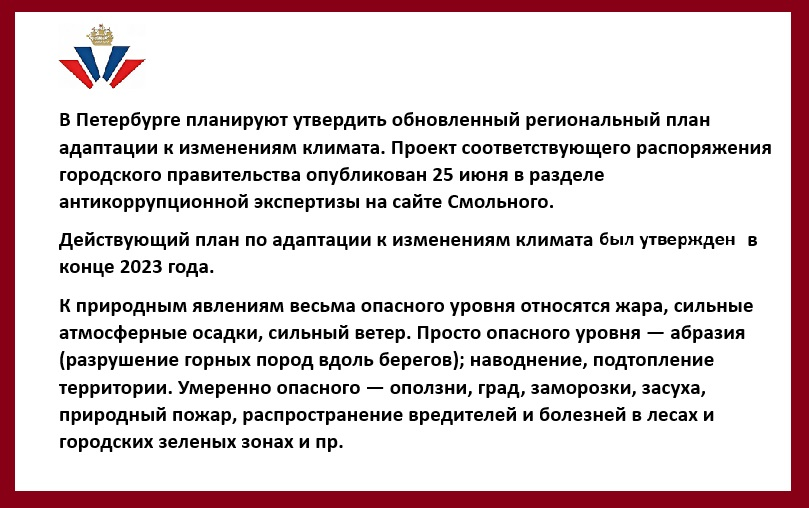 В Петербурге планируют утвердить обновленный региональный план
адаптации к изменениям климата. Проект соответствующего распоряжения
городского правительства опубликован 25 июня в разделе
антикоррупционной экспертизы на сайте Смольного.
Действующий план по адаптации к изменениям климата был утвержден в
конце 2023 года.
К природным явлениям весьма опасного уровня относятся жара, сильные
атмосферные осадки, сильный ветер. Просто опасного уровня — абразия
(разрушение горных пород вдоль берегов); наводнение, подтопление
территории. Умеренно опасного — оползни, град, заморозки, засуха,
природный пожар, распространение вредителей и болезней в лесах и
городских зеленых зонах и пр.